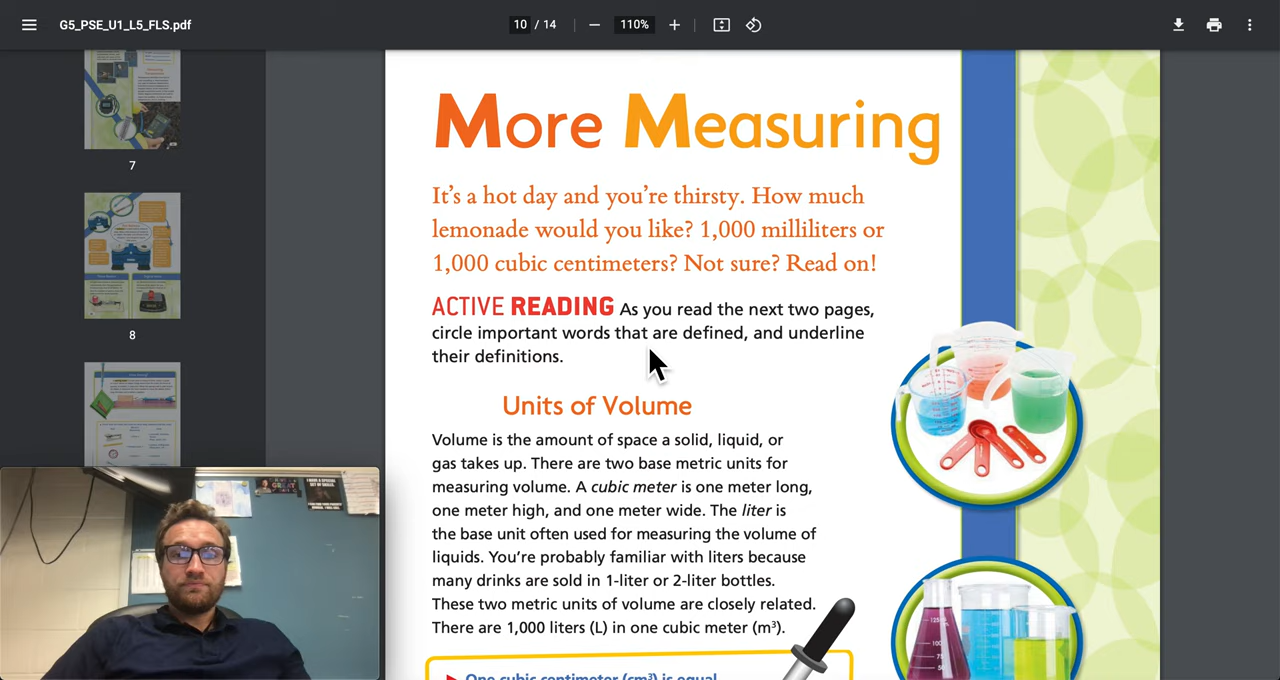 G5_PSE_U1_L5_FLS.pdf
10 / 14
110%
7
8
More Measuring
It's a hot day and you're thirsty. How much
lemonade would you like? 1,000 milliliters or
1,000 cubic centimeters? Not sure? Read on!
ACTIVE READING As you read the next two pages,
circle important words that are defined, and underline
their definitions.
Units of Volume
Volume is the amount of space a solid, liquid, or
gas takes up. There are two base metric units for
measuring volume. A cubic meter is one meter long,
one meter high, and one meter wide. The liter is
the base unit often used for measuring the volume of
liquids. You're probably familiar with liters because
many drinks are sold in 1-liter or 2-liter bottles.
These two metric units of volume are closely related.
There are 1,000 liters (L) in one cubic meter (m³).
One cubic centimeter (cm³) is equal